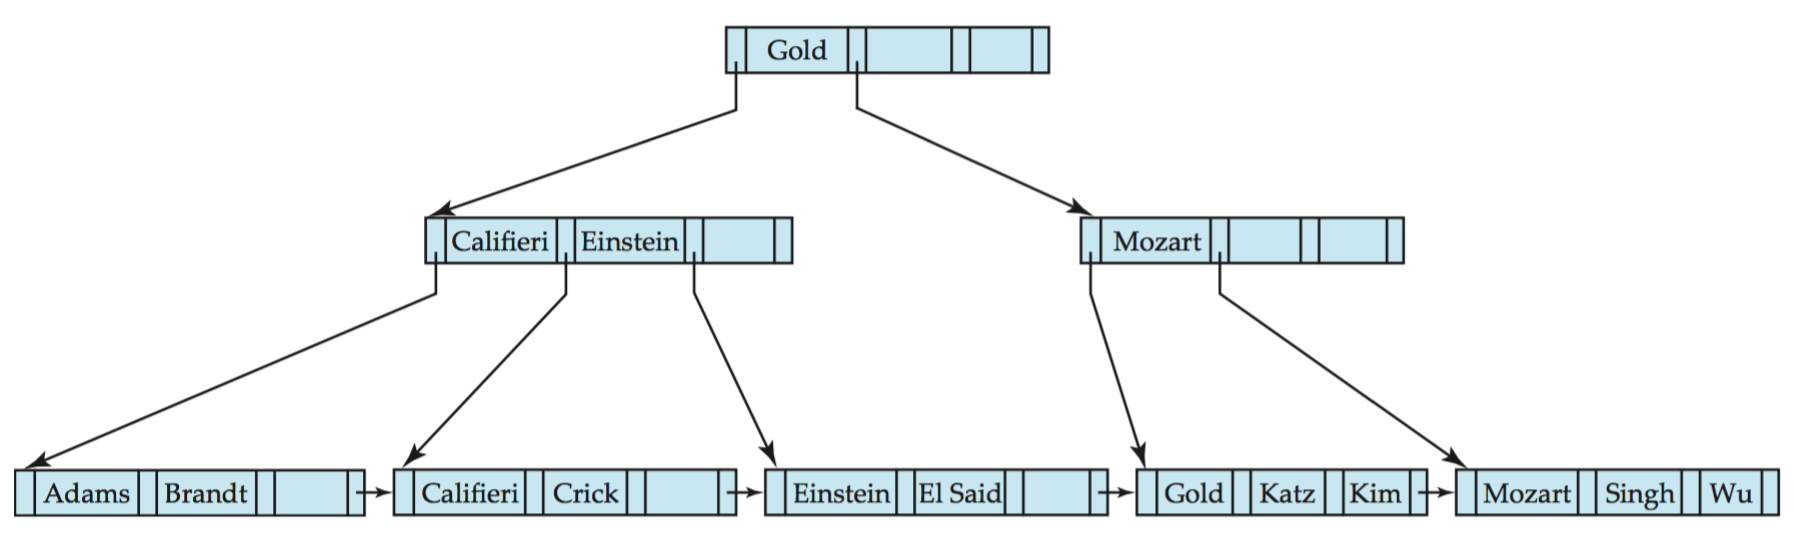 Gold
Califieri Einstein
Mozart
Adams Brandt
Califieri Crick
Einstein El Said
Gold Katz Kim
Mozart Singh Wu